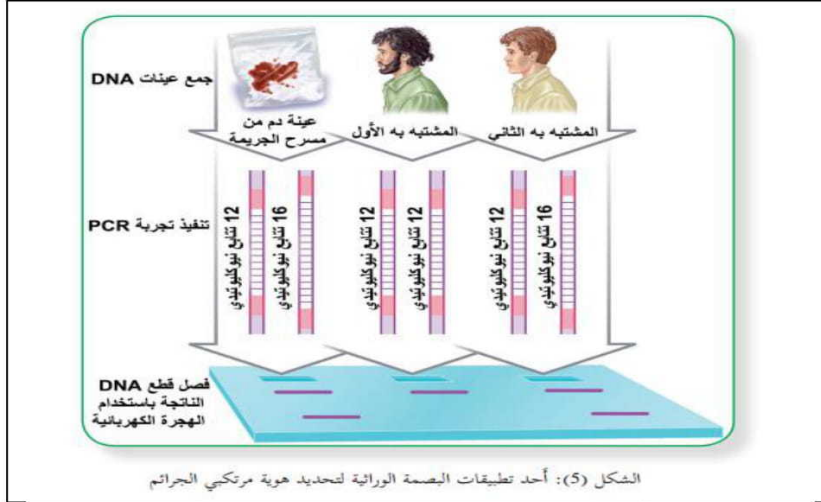 جمع عينات DNA
عينة دم من
مسرح الجريمة
المشتبه به الأول
المشتبه به الثاني
تنفيذ تجربة PCR
12 تتابع نيوكليوتيدي
16 تتابع نيوكليوتيدي
12 تتابع نيوكليوتيدي
12 تتابع نيوكليوتيدي
12 تتابع نيوكليوتيدي
16 تتابع نيوكليوتيدي
فصل قطع DNA
الناتجة باستخدام
الهجرة الكهربائية
الشكل (5): أحد تطبيقات البصمة الوراثية لتحديد هوية مرتكبي الجرائم